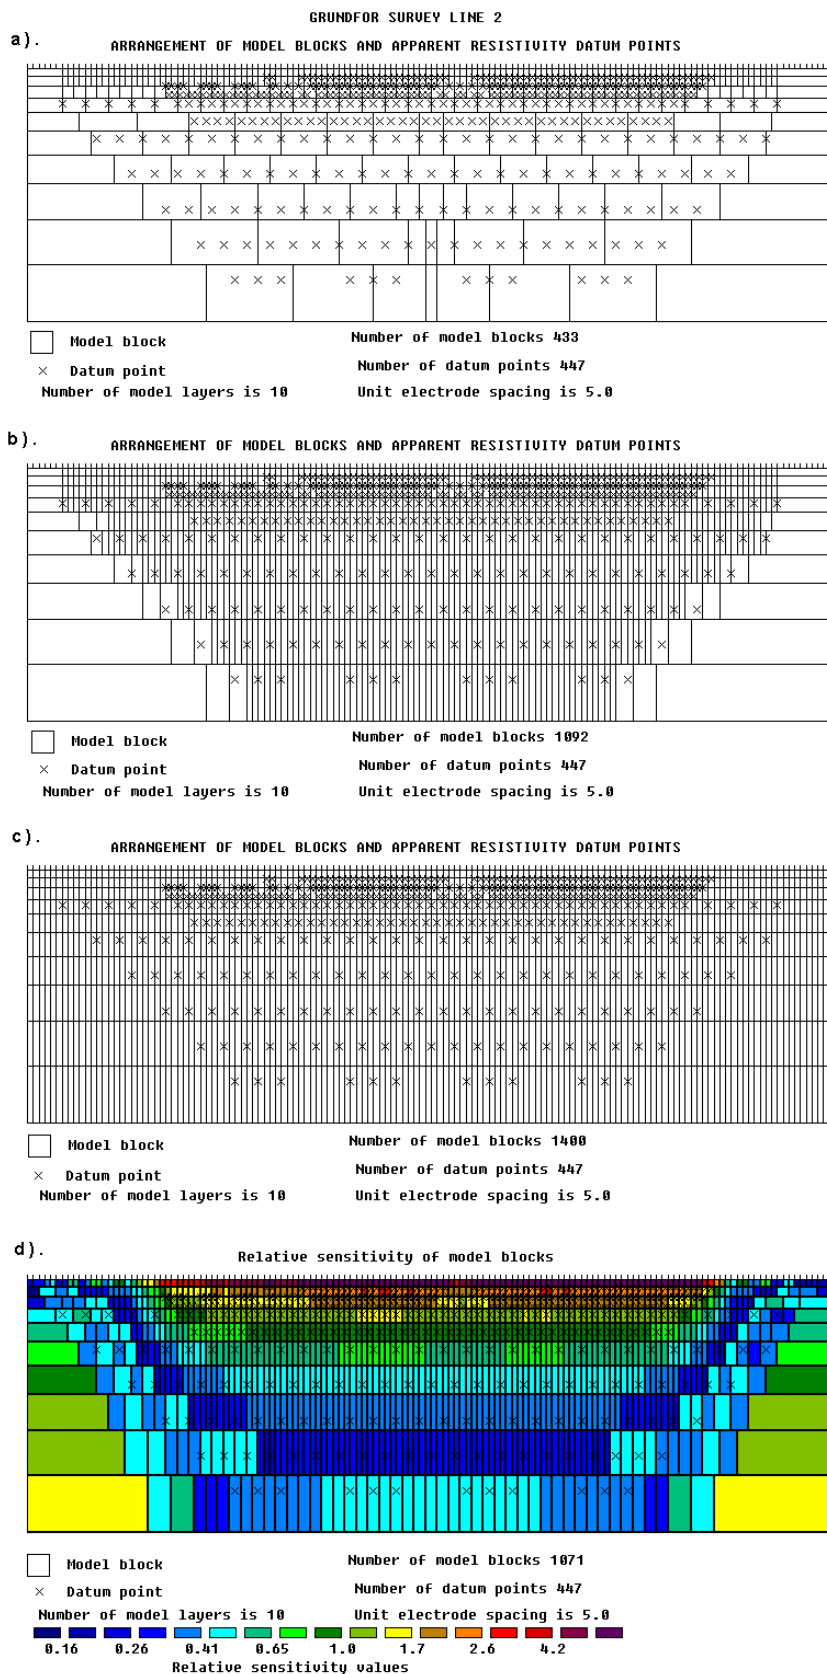 GRUNDFOR SURVEY LINE 2
a).
ARRANGEMENT OF MODEL BLOCKS AND APPARENT RESISTIVITY DATUM POINTS
Model block
Number of model blocks 433
Datum point
Number of datum points 447
Number of model layers is 10
Unit electrode spacing is 5.0
b).
ARRANGEMENT OF MODEL BLOCKS AND APPARENT RESISTIVITY DATUM POINTS
Model block
Number of model blocks 1092
Datum point
Number of datum points 447
Number of model layers is 10
Unit electrode spacing is 5.0
c).
ARRANGEMENT OF MODEL BLOCKS AND APPARENT RESISTIVITY DATUM POINTS
Model block
Number of model blocks 1400
Datum point
Number of datum points 447
Number of model layers is 10
Unit electrode spacing is 5.0
d).
Relative sensitivity of model blocks
Model block
Number of model blocks 1071
Datum point
Number of datum points 447
Number of model layers is 10
Unit electrode spacing is 5.0
0.16 0.26 0.41 0.65 1.0 1.7 2.6 4.2
Relative sensitivity values